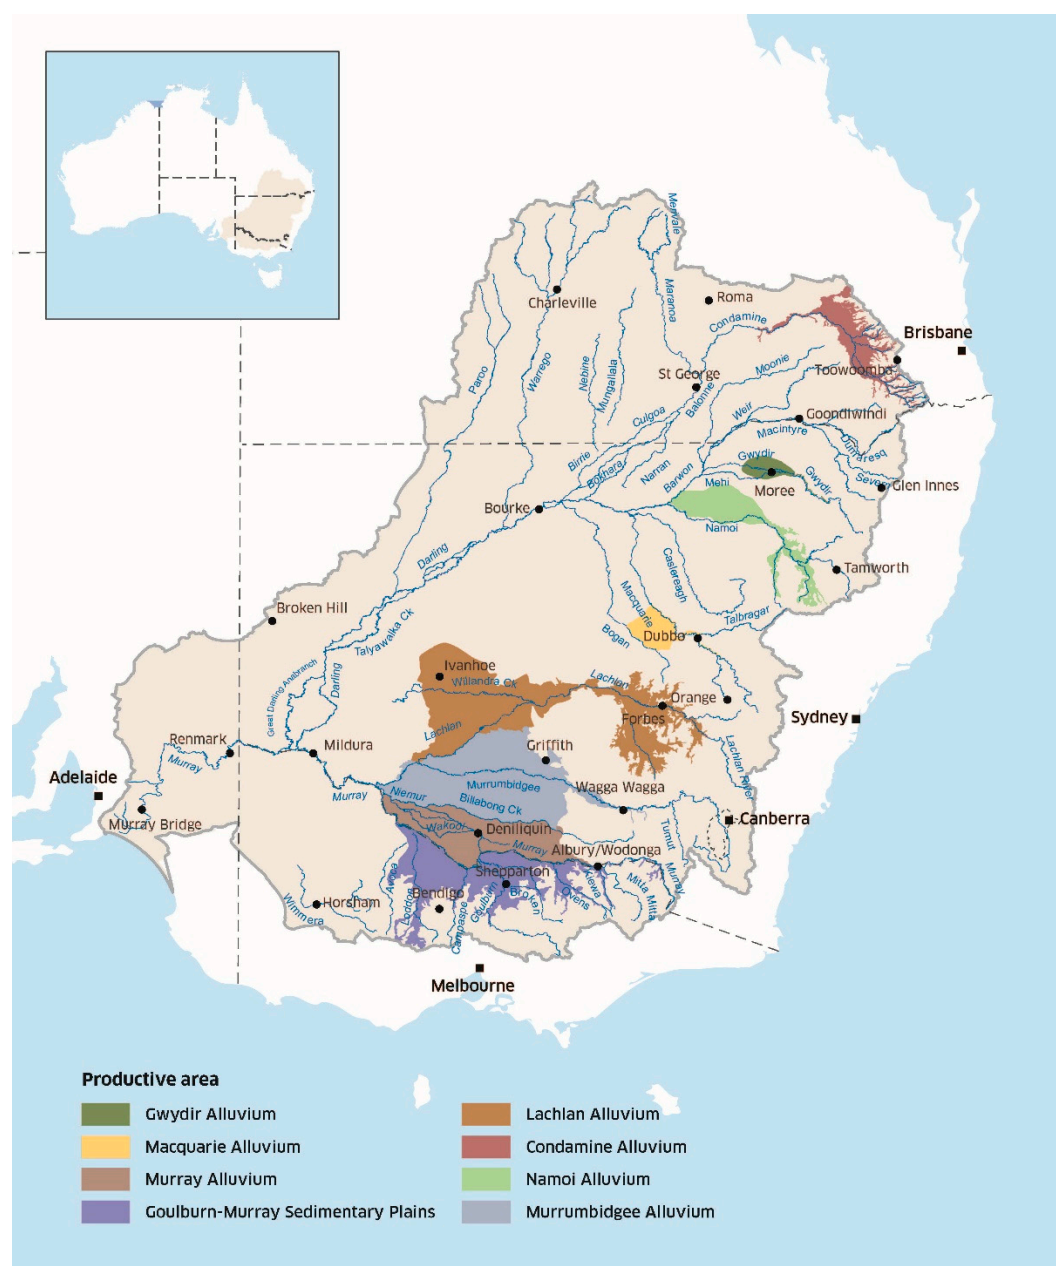 Merivale
Charleville
Roma
Maranoa
Condamine
Brisbane
Paroo
Warrego
Nebine
Mungallala
St George
Balonne
Moonie
Toowoomba
Culgoa
Weir
Goondiwindi
Macintyre
Dumaresq
Birrie
Bokhara
Narran
Barwon
Gwydir
Gwydir
Severn
Glen Innes
Mehi
Moree
Bourke
Namoi
Darling
Castlereagh
Tamworth
Broken Hill
Talyawalka Ck
Macquarie
Bogan
Dubbo
Talbragar
Great Darling Anabranch
Darling
Ivanhoe
Willandra Ck
Lachlan
Orange
Forbes
Sydney
Renmark
Murray
Mildura
Lachlan
Griffith
Lachlan River
Adelaide
Murray Bridge
Murray
Niemur
Murrumbidgee
Billabong Ck
Wagga Wagga
Canberra
Wakool
Deniliquin
Murray
Albury/Wodonga
Tumut
Murray
Avoca
Shepparton
Kiewa
Mitta Mitta
Horsham
Wimmera
Loddon
Bendigo
Campaspe
Goulburn
Broken
Ovens
Melbourne
Productive area
Gwydir Alluvium
Macquarie Alluvium
Murray Alluvium
Goulburn-Murray Sedimentary Plains
Lachlan Alluvium
Condamine Alluvium
Namoi Alluvium
Murrumbidgee Alluvium